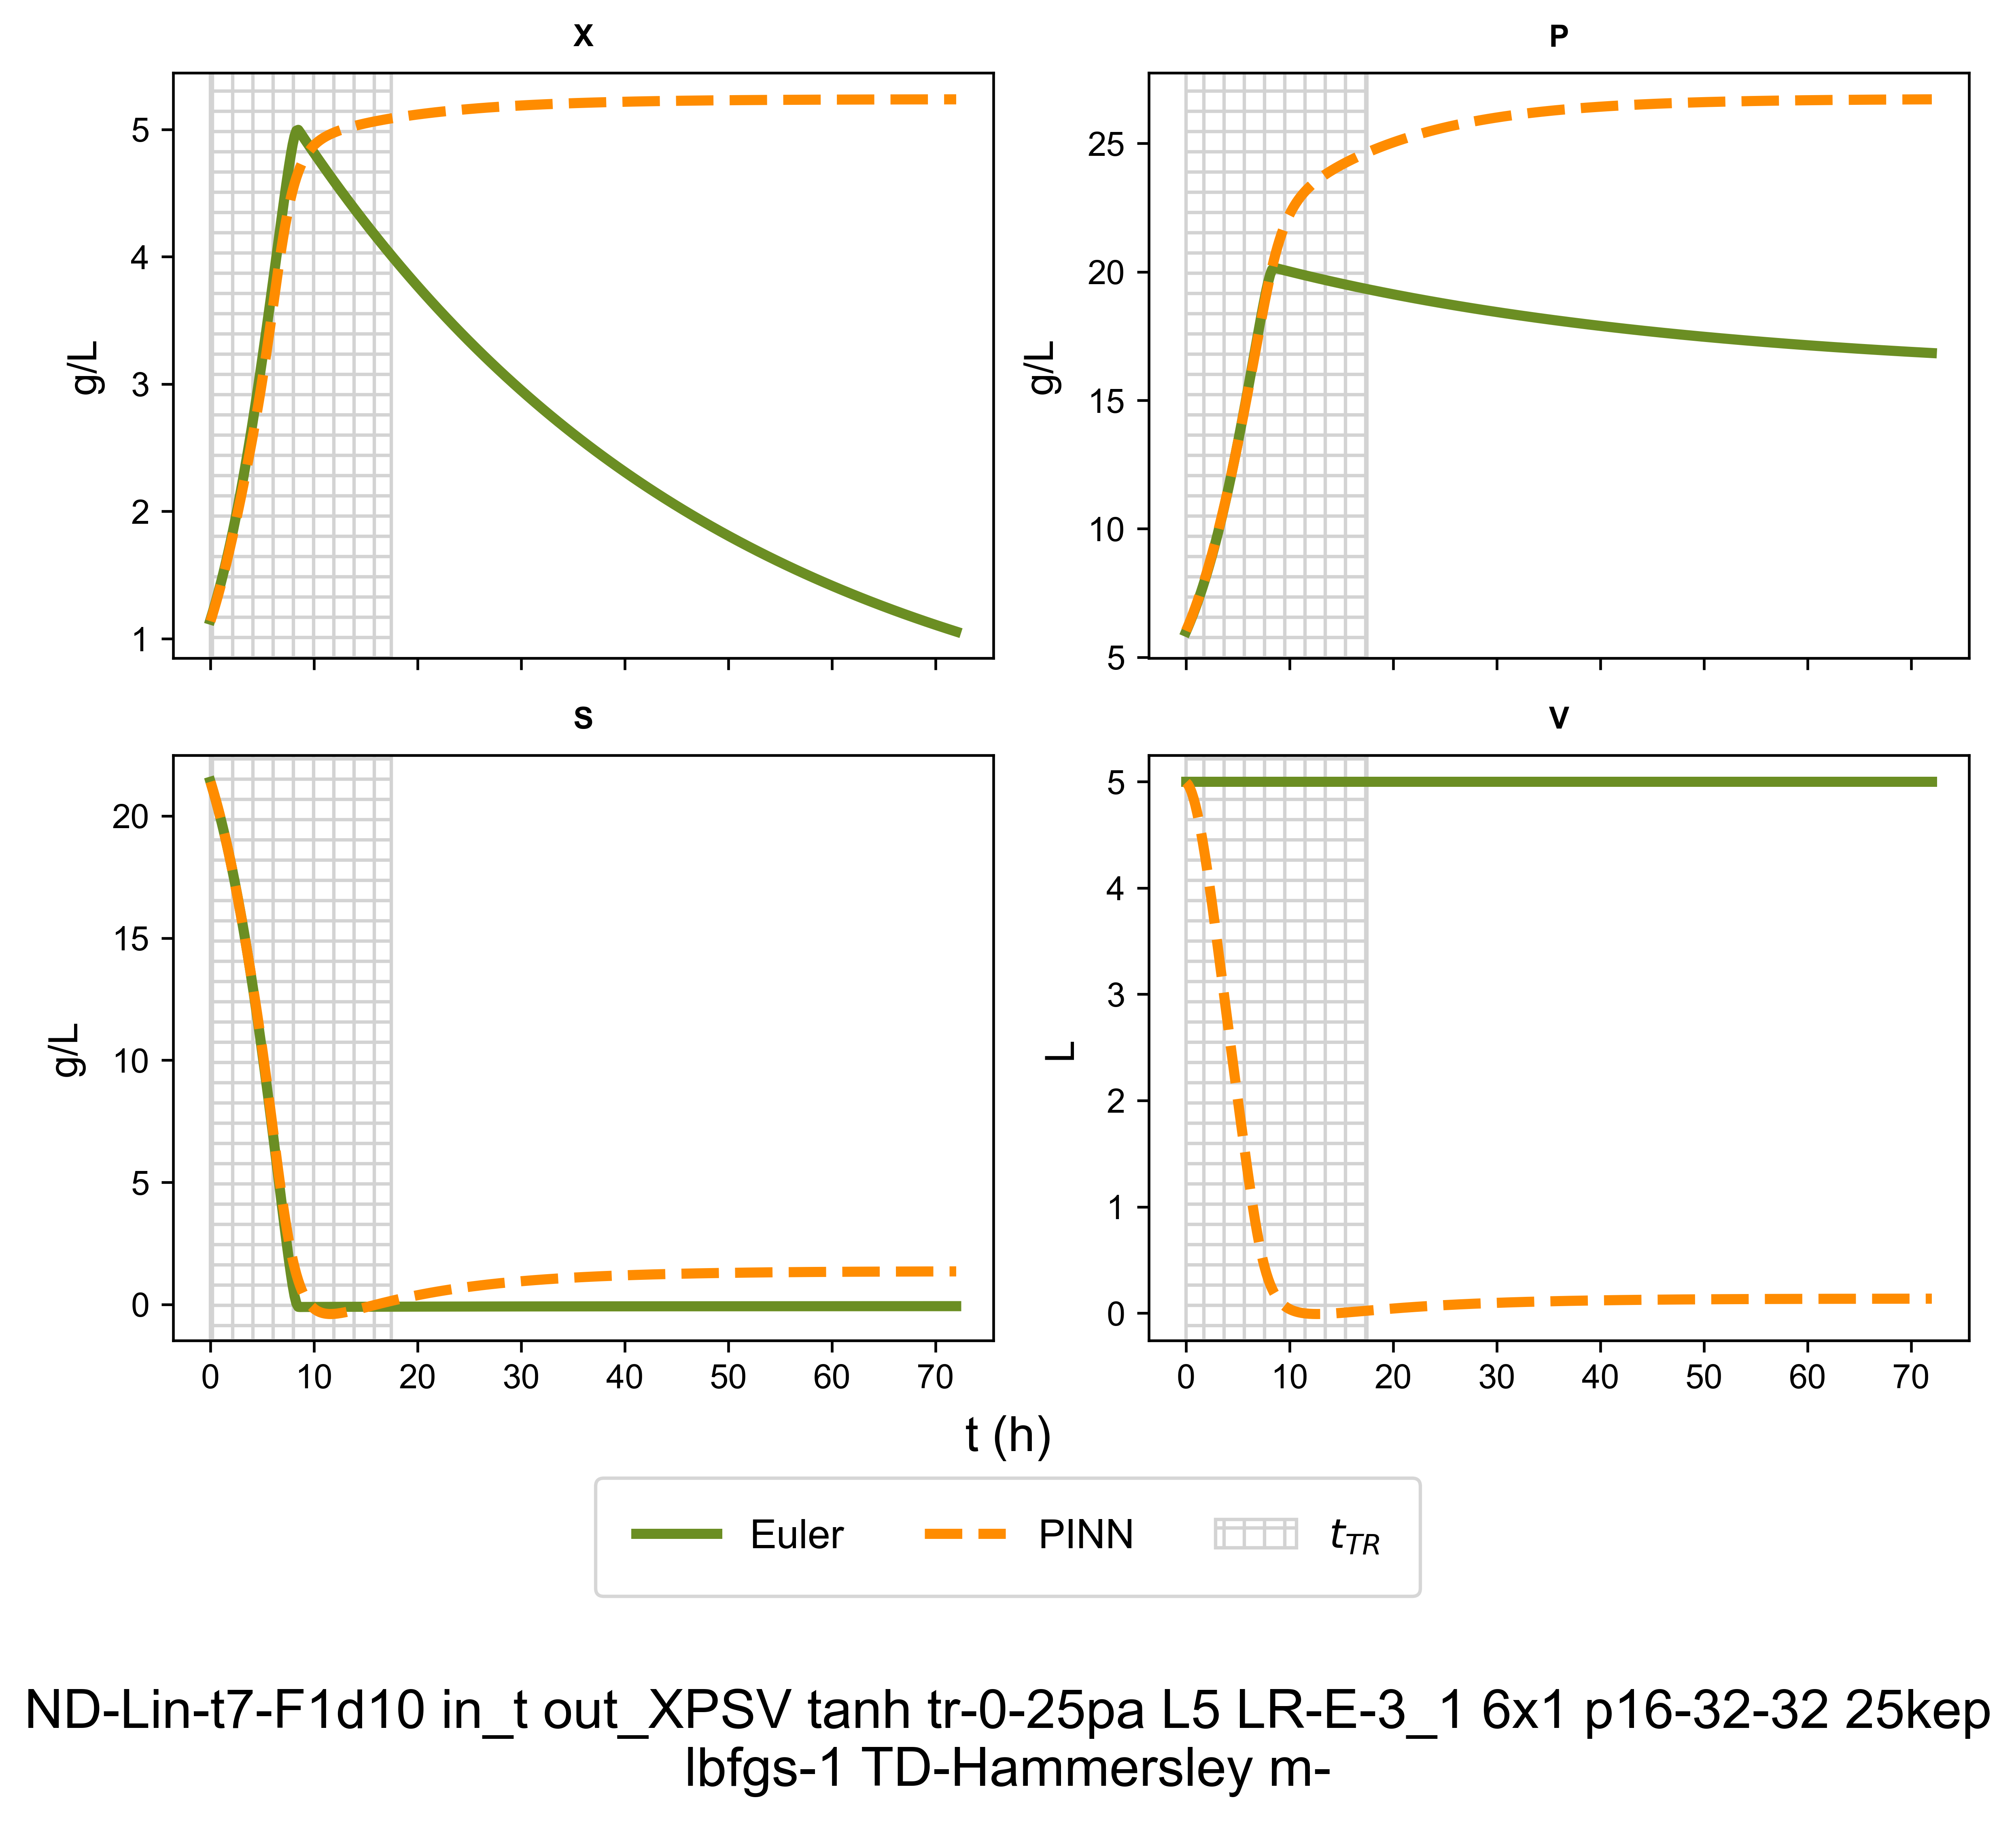 X
P
5
4
3
2
1
g/L
25
20
15
10
5
g/L
S
V
20
15
10
5
0
g/L
5
4
3
2
1
0
L
0 10 20 30 40 50 60 70
0 10 20 30 40 50 60 70
t (h)
Euler PINN t_TR
ND-Lin-t7-F1d10 in_t out_XPSV tanh tr-0-25pa L5 LR-E-3_1 6x1 p16-32-32 25kep
lbfgs-1 TD-Hammersley m-